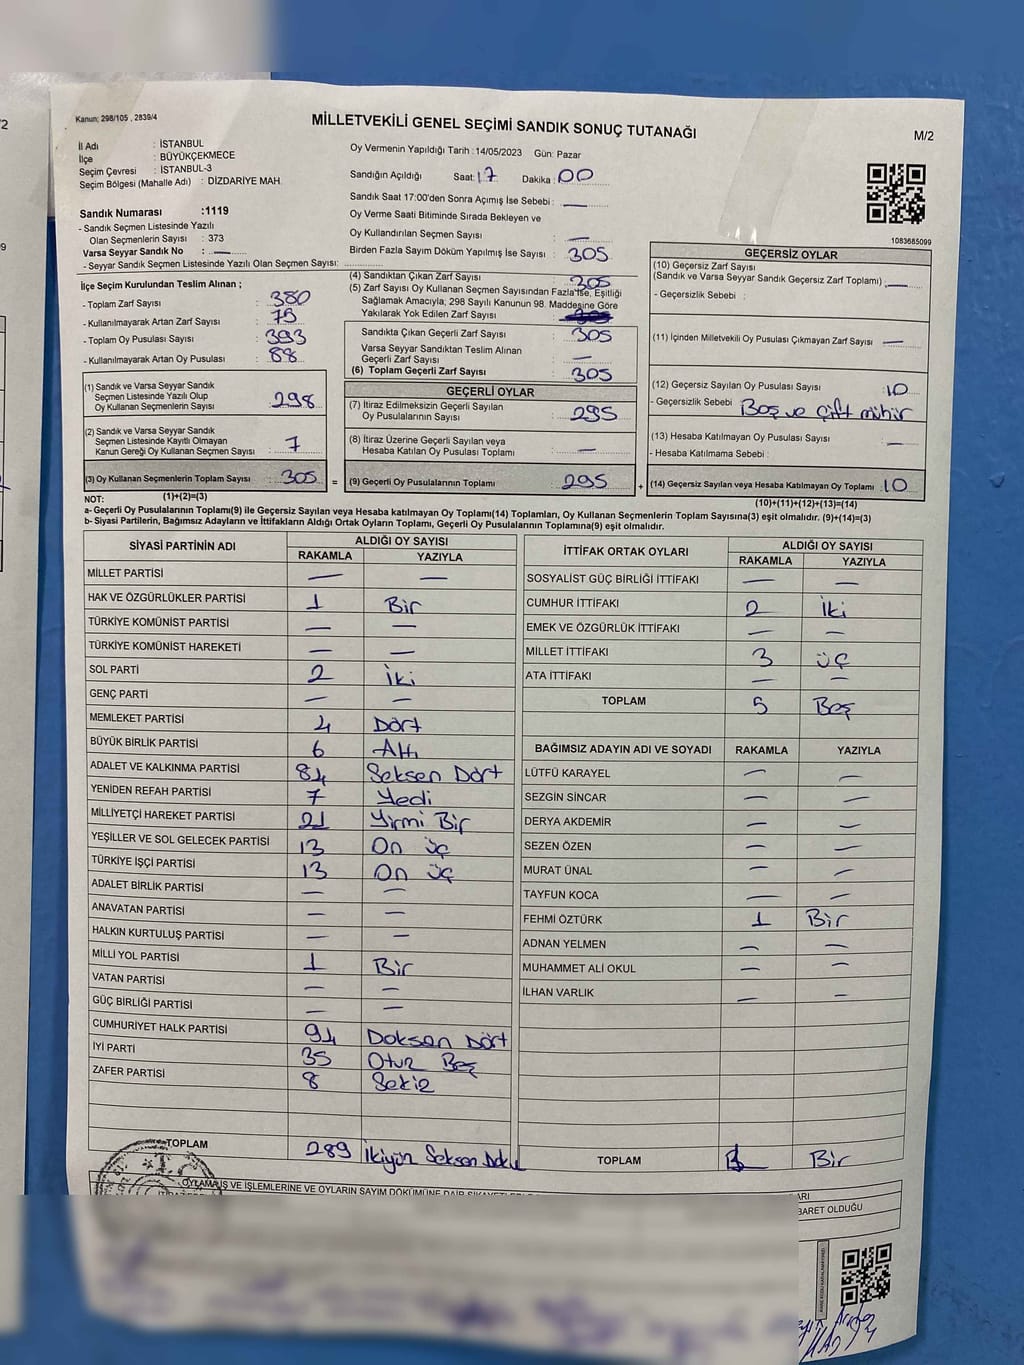 Kanun; 298/105 , 2839/4
MİLLETVEKİLİ GENEL SEÇİMİ SANDIK SONUÇ TUTANAĞI
M/2
İl Adı : İSTANBUL
İlçe : BÜYÜKÇEKMECE
Seçim Çevresi : İSTANBUL-3
Seçim Bölgesi (Mahalle Adı) : DİZDARİYE MAH.
Sandık Numarası :1119
- Sandık Seçmen Listesinde Yazılı
Olan Seçmenlerin Sayısı : 373
Varsa Seyyar Sandık No : —
- Seyyar Sandık Seçmen Listesinde Yazılı Olan Seçmen Sayısı:
Oy Vermenin Yapıldığı Tarih : 14/05/2023 Gün: Pazar
Sandığın Açıldığı Saat: 17 Dakika : 00
Sandık Saat 17:00'den Sonra Açımış İse Sebebi : —
Oy Verme Saati Bitiminde Sırada Bekleyen ve
Oy Kullandırılan Seçmen Sayısı : —
Birden Fazla Sayım Döküm Yapılmış İse Sayısı : 305
1083685099
İlçe Seçim Kurulundan Teslim Alınan ;
- Toplam Zarf Sayısı : 380
- Kullanılmayarak Artan Zarf Sayısı : 75
- Toplam Oy Pusulası Sayısı : 393
- Kullanılmayarak Artan Oy Pusulası : 88
(1) Sandık ve Varsa Seyyar Sandık
Seçmen Listesinde Yazılı Olup
Oy Kullanan Seçmenlerin Sayısı : 298
(2) Sandık ve Varsa Seyyar Sandık
Seçmen Listesinde Kayıtlı Olmayan
Kanun Gereği Oy Kullanan Seçmen Sayısı : 7
(3) Oy Kullanan Seçmenlerin Toplam Sayısı : 305
(1)+(2)=(3)
(4) Sandıktan Çıkan Zarf Sayısı : 305
(5) Zarf Sayısı Oy Kullanan Seçmen Sayısından Fazla İse, Eşitliği
Sağlamak Amacıyla, 298 Sayılı Kanunun 98. Maddesine Göre
Yakılarak Yok Edilen Zarf Sayısı :
Sandıkta Çıkan Geçerli Zarf Sayısı : 305
Varsa Seyyar Sandıktan Teslim Alınan
Geçerli Zarf Sayısı : —
(6) Toplam Geçerli Zarf Sayısı : 305
GEÇERLİ OYLAR
(7) İtiraz Edilmeksizin Geçerli Sayılan
Oy Pusulalarının Sayısı : 295
(8) İtiraz Üzerine Geçerli Sayılan veya
Hesaba Katılan Oy Pusulası Toplamı : —
= (9) Geçerli Oy Pusulalarının Toplamı : 295 +
GEÇERSİZ OYLAR
(10) Geçersiz Zarf Sayısı
(Sandık ve Varsa Seyyar Sandık Geçersiz Zarf Toplamı) : —
- Geçersizlik Sebebi :
(11) İçinden Milletvekili Oy Pusulası Çıkmayan Zarf Sayısı : —
(12) Geçersiz Sayılan Oy Pusulası Sayısı : 10
- Geçersizlik Sebebi : Boş ve Çift mühür
(13) Hesaba Katılmayan Oy Pusulası Sayısı : —
- Hesaba Katılmama Sebebi :
(14) Geçersiz Sayılan veya Hesaba Katılmayan Oy Toplamı : 10
(10)+(11)+(12)+(13)=(14)
NOT:
a- Geçerli Oy Pusulaların Toplamı(9) ile Geçersiz Sayılan veya Hesaba katılmayan Oy Toplamı(14) Toplamları, Oy Kullanan Seçmenlerin Toplam Sayısına(3) eşit olmalıdır. (9)+(14)=(3)
b- Siyasi Partilerin, Bağımsız Adayların ve İttifakların Aldığı Ortak Oyların Toplamı, Geçerli Oy Pusulalarının Toplamına(9) eşit olmalıdır.
SİYASİ PARTİNİN ADI ALDIĞI OY SAYISI
RAKAMLA YAZIYLA
MİLLET PARTİSİ — —
HAK VE ÖZGÜRLÜKLER PARTİSİ 1 Bir
TÜRKİYE KOMÜNİST PARTİSİ — —
TÜRKİYE KOMÜNİST HAREKETİ — —
SOL PARTİ 2 İki
GENÇ PARTİ — —
MEMLEKET PARTİSİ 4 Dört
BÜYÜK BİRLİK PARTİSİ 6 Altı
ADALET VE KALKINMA PARTİSİ 84 Seksen Dört
YENİDEN REFAH PARTİSİ 7 Yedi
MİLLİYETÇİ HAREKET PARTİSİ 21 Yirmi Bir
YEŞİLLER VE SOL GELECEK PARTİSİ 13 On üç
TÜRKİYE İŞÇİ PARTİSİ 13 On üç
ADALET BİRLİK PARTİSİ — —
ANAVATAN PARTİSİ — —
HALKIN KURTULUŞ PARTİSİ — —
MİLLİ YOL PARTİSİ 1 Bir
VATAN PARTİSİ — —
GÜÇ BİRLİĞİ PARTİSİ — —
CUMHURİYET HALK PARTİSİ 94 Doksan Dört
İYİ PARTİ 35 Otuz Beş
ZAFER PARTİSİ 8 Sekiz
TOPLAM 289 İkiyüz Seksen Dokuz
İTTİFAK ORTAK OYLARI ALDIĞI OY SAYISI
RAKAMLA YAZIYLA
SOSYALİST GÜÇ BİRLİĞİ İTTİFAKI — —
CUMHUR İTTİFAKI 2 İki
EMEK VE ÖZGÜRLÜK İTTİFAKI — —
MİLLET İTTİFAKI 3 üç
ATA İTTİFAKI — —
TOPLAM 5 Beş
BAĞIMSIZ ADAYIN ADI VE SOYADI RAKAMLA YAZIYLA
LÜTFÜ KARAYEL — —
SEZGİN SİNCAR — —
DERYA AKDEMİR — —
SEZEN ÖZEN — —
MURAT ÜNAL — —
TAYFUN KOCA — —
FEHMİ ÖZTÜRK 1 Bir
ADNAN YELMEN — —
MUHAMMET ALİ OKUL — —
İLHAN VARLIK — —
TOPLAM 1 Bir
OYLAMA İŞ VE İŞLEMLERİNE VE OYLARIN SAYIM DÖKÜMÜNE DAİR
BARET OLDUĞU